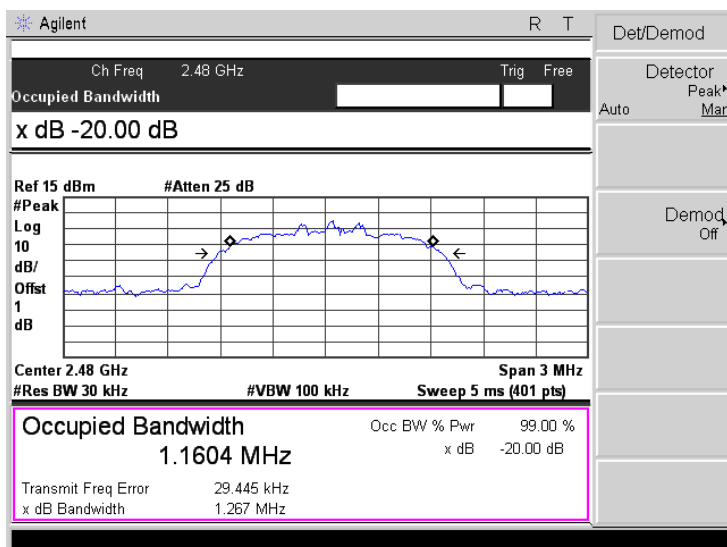 Agilent R T
Det/Demod
Ch Freq 2.48 GHz Trig Free
Occupied Bandwidth
Detector
Peak
Auto Man
x dB -20.00 dB
Ref 15 dBm #Atten 25 dB
#Peak
Log
10
dB/
Offst
1
dB
Demod
Off
Center 2.48 GHz Span 3 MHz
#Res BW 30 kHz #VBW 100 kHz Sweep 5 ms (401 pts)
Occupied Bandwidth
1.1604 MHz
Occ BW % Pwr 99.00 %
x dB -20.00 dB
Transmit Freq Error 29.445 kHz
x dB Bandwidth 1.267 MHz